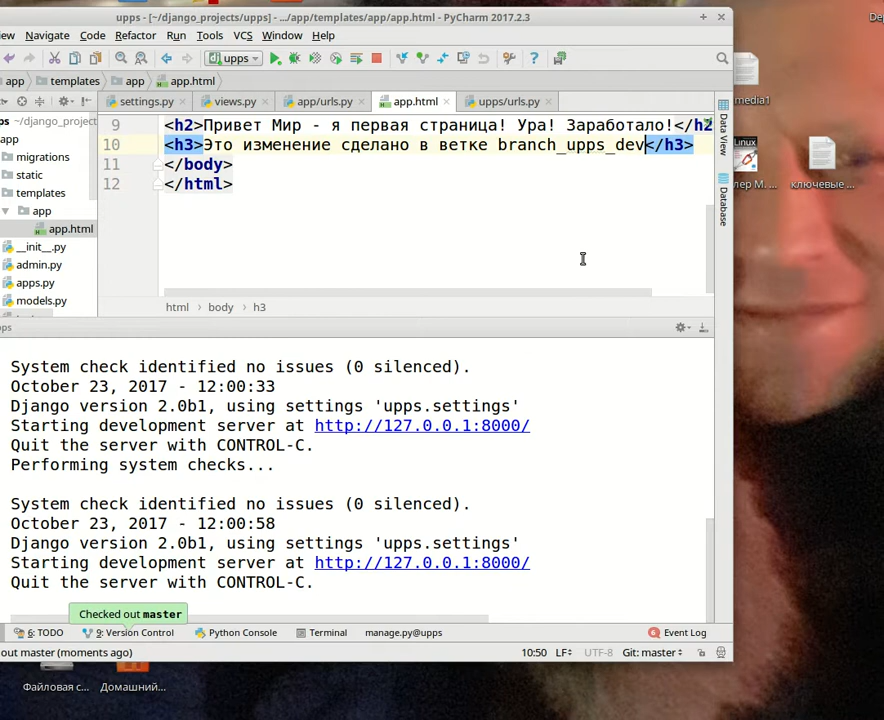 upps - [~/django_projects/upps] - .../app/templates/app/app.html - PyCharm 2017.2.3
ew Navigate Code Refactor Run Tools VCS Window Help
upps
app templates app app.html
settings.py views.py app/urls.py app.html upps/urls.py
s ~/django_project
app
migrations
static
templates
app
app.html
__init__.py
admin.py
apps.py
models.py
9 <h2>Привет Мир - я первая страница! Ура! Заработало!</h2
10 <h3>Это изменение сделано в ветке branch_upps_dev</h3>
11 </body>
12 </html>
html › body › h3
Data View
Database
pps
System check identified no issues (0 silenced).
October 23, 2017 - 12:00:33
Django version 2.0b1, using settings 'upps.settings'
Starting development server at http://127.0.0.1:8000/
Quit the server with CONTROL-C.
Performing system checks...
System check identified no issues (0 silenced).
October 23, 2017 - 12:00:58
Django version 2.0b1, using settings 'upps.settings'
Starting development server at http://127.0.0.1:8000/
Quit the server with CONTROL-C.
Checked out master
6: TODO 9: Version Control Python Console Terminal manage.py@upps 6 Event Log
out master (moments ago) 10:50 LF UTF-8 Git: master
De
media1
Linux
лер М. ... ключевые ...
Файловая с... Домашний...